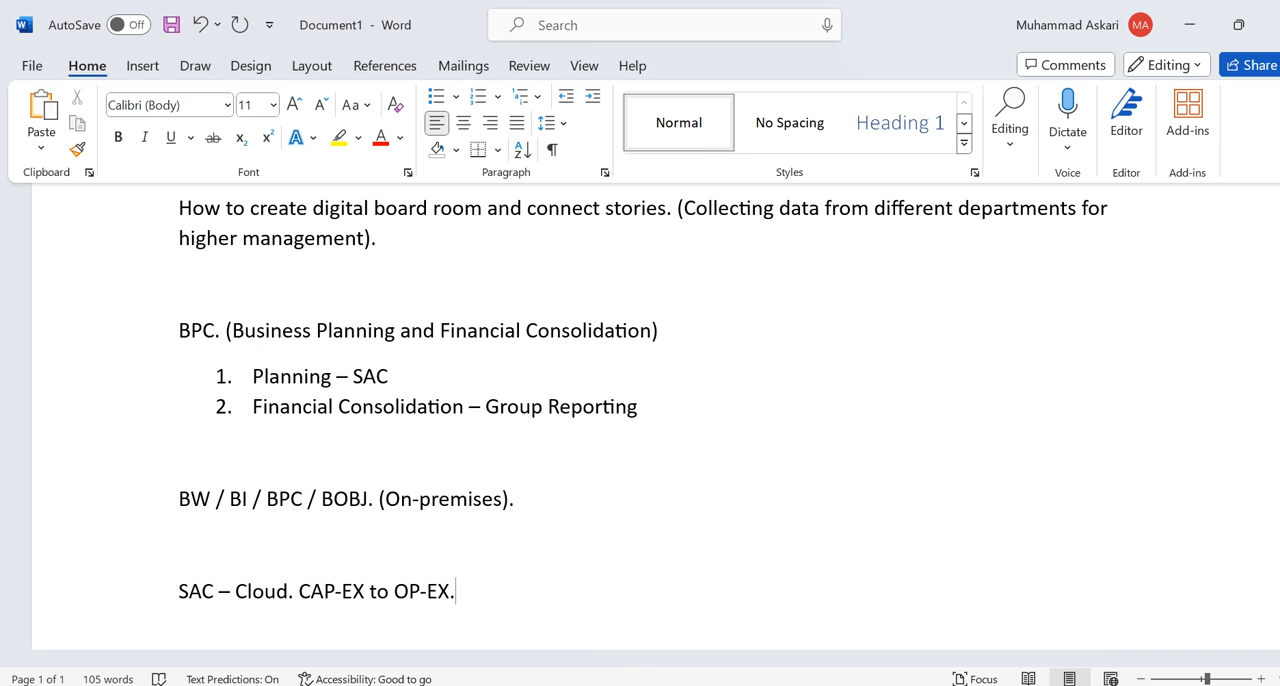 AutoSave Off Document1 - Word Search Muhammad Askari MA
File Home Insert Draw Design Layout References Mailings Review View Help Comments Editing Share
Paste Calibri (Body) 11 A A Aa A Normal No Spacing Heading 1 Editing Dictate Editor Add-ins
B I U ab x2 x2 A A
Clipboard Font Paragraph Styles Voice Editor Add-ins
How to create digital board room and connect stories. (Collecting data from different departments for
higher management).
BPC. (Business Planning and Financial Consolidation)
1. Planning – SAC
2. Financial Consolidation – Group Reporting
BW / BI / BPC / BOBJ. (On-premises).
SAC – Cloud. CAP-EX to OP-EX.
Page 1 of 1 105 words Text Predictions: On Accessibility: Good to go Focus